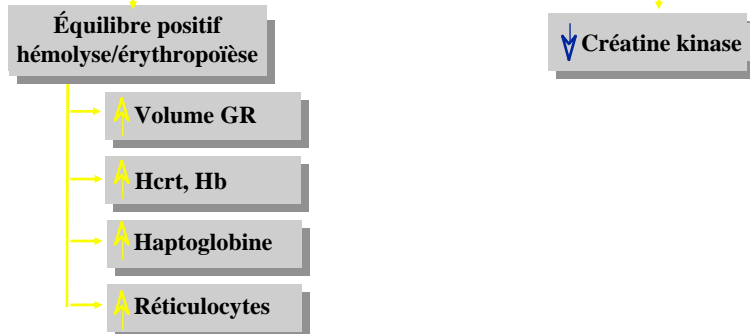 Équilibre positif
hémolyse/érythropoïèse
Créatine kinase
Volume GR
Hcrt, Hb
Haptoglobine
Réticulocytes